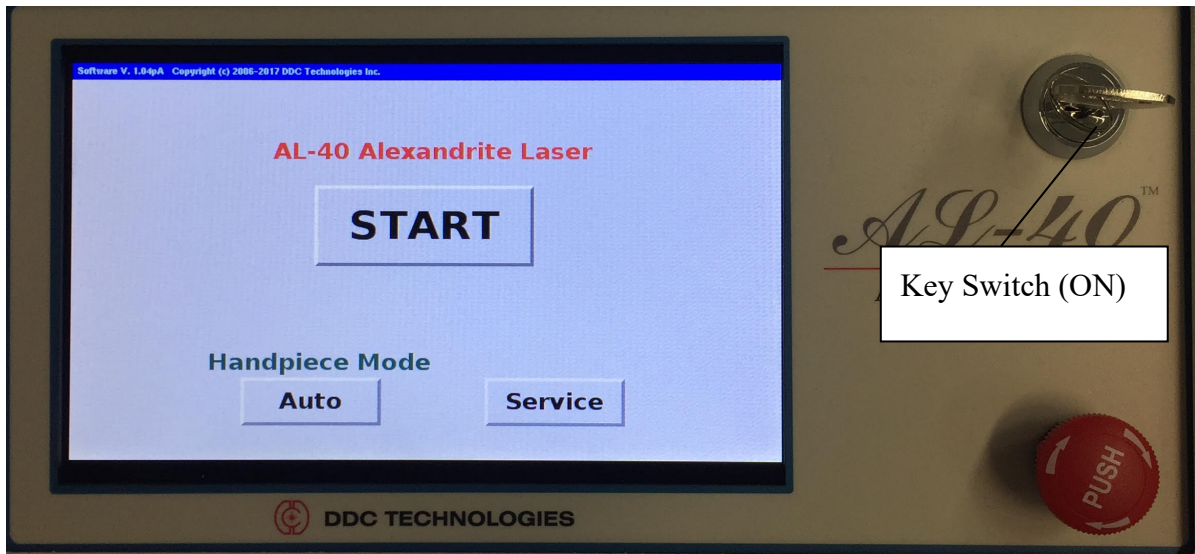 Software V. 1.04pA Copyright (c) 2006-2017 DDC Technologies Inc.
AL-40 Alexandrite Laser
START
Handpiece Mode
Auto
Service
DDC TECHNOLOGIES
AL-40™
Key Switch (ON)
PUSH